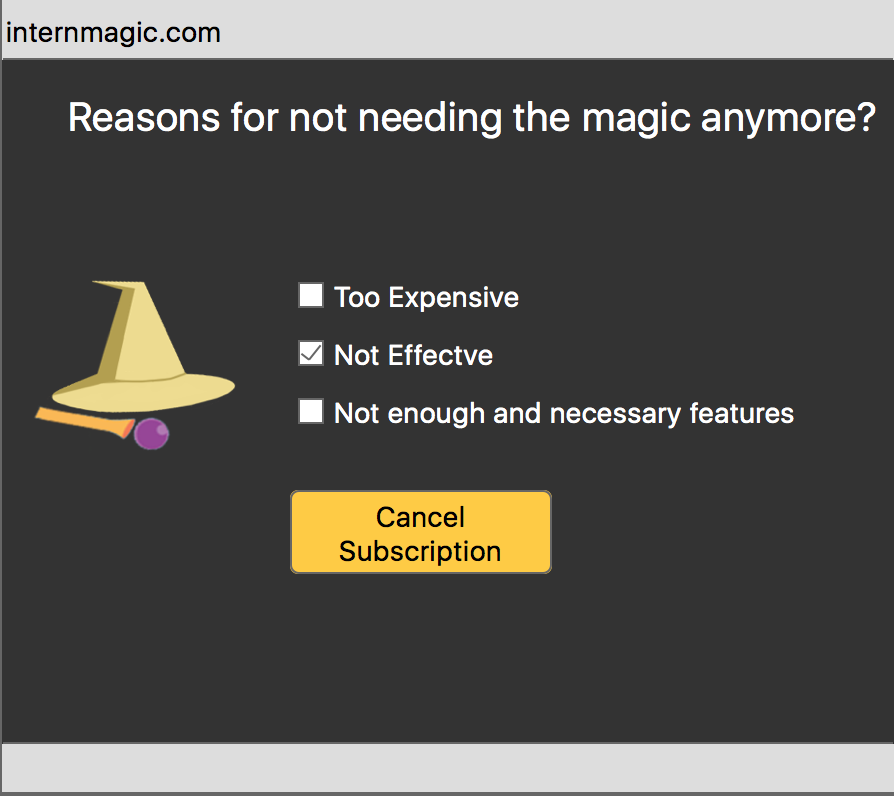 internmagic.com
Reasons for not needing the magic anymore?
Too Expensive
Not Effectve
Not enough and necessary features
Cancel
Subscription